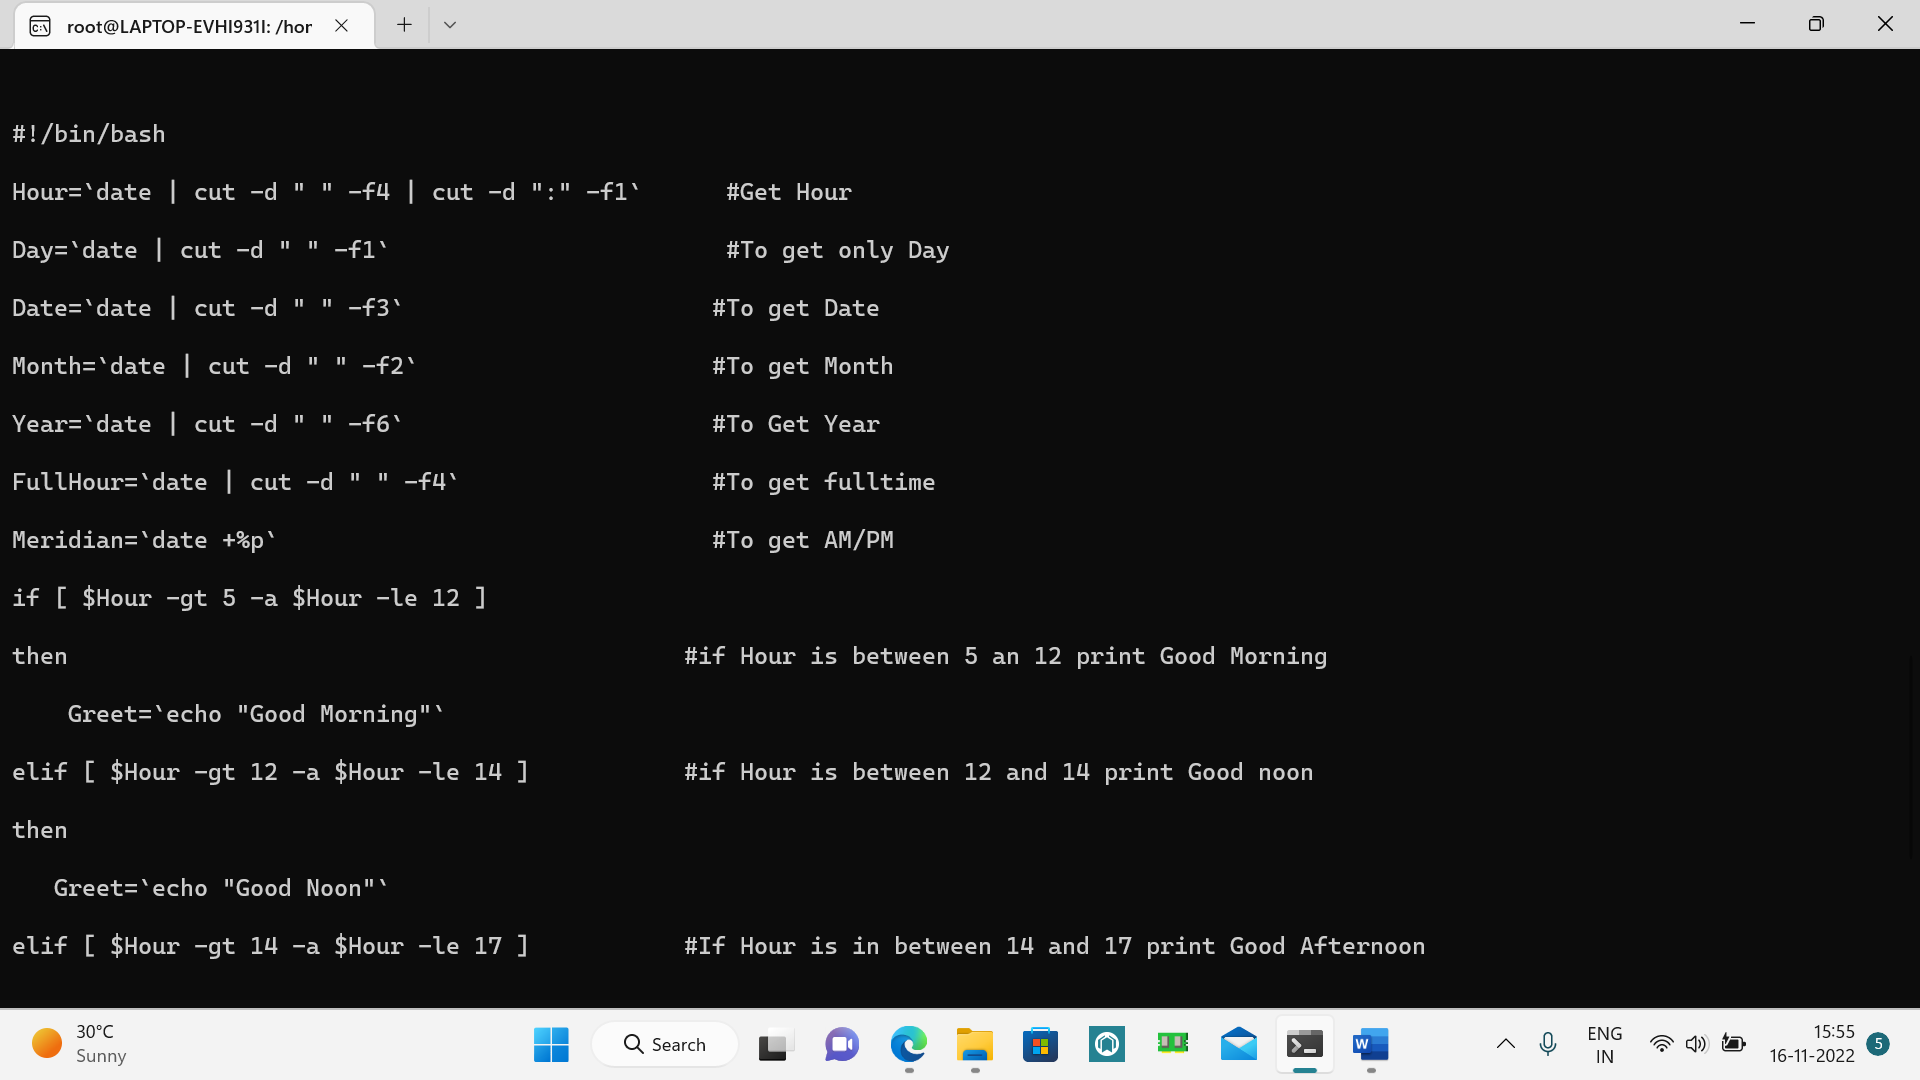 root@LAPTOP-EVHI931I: /hor
#!/bin/bash
Hour=`date | cut -d " " -f4 | cut -d ":" -f1`      #Get Hour
Day=`date | cut -d " " -f1`                        #To get only Day
Date=`date | cut -d " " -f3`                      #To get Date
Month=`date | cut -d " " -f2`                     #To get Month
Year=`date | cut -d " " -f6`                      #To Get Year
FullHour=`date | cut -d " " -f4`                  #To get fulltime
Meridian=`date +%p`                               #To get AM/PM
if [ $Hour -gt 5 -a $Hour -le 12 ]
then                                            #if Hour is between 5 an 12 print Good Morning
    Greet=`echo "Good Morning"`
elif [ $Hour -gt 12 -a $Hour -le 14 ]           #if Hour is between 12 and 14 print Good noon
then
   Greet=`echo "Good Noon"`
elif [ $Hour -gt 14 -a $Hour -le 17 ]           #If Hour is in between 14 and 17 print Good Afternoon
30°C
Sunny
Search
ENG
IN
15:55
16-11-2022
5